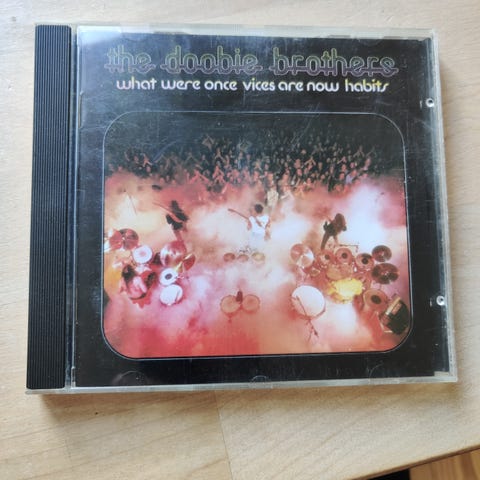 the doobie brothers
what were once vices are now habits